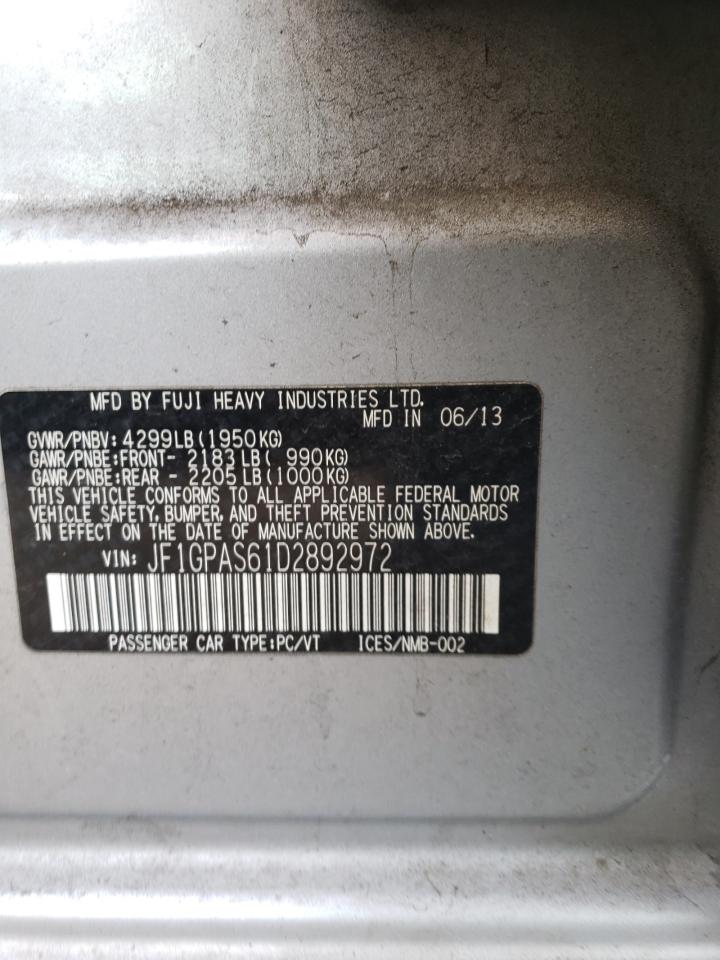 MFD BY FUJI HEAVY INDUSTRIES LTD.
MFD IN 06/13
GVWR/PNBV: 4299LB(1950KG)
GAWR/PNBE:FRONT- 2183LB( 990KG)
GAWR/PNBE:REAR - 2205LB(1000KG)
THIS VEHICLE CONFORMS TO ALL APPLICABLE FEDERAL MOTOR
VEHICLE SAFETY, BUMPER, AND THEFT PREVENTION STANDARDS
IN EFFECT ON THE DATE OF MANUFACTURE SHOWN ABOVE.
VIN: JF1GPAS61D2892972
PASSENGER CAR TYPE:PC/VT ICES/NMB-002